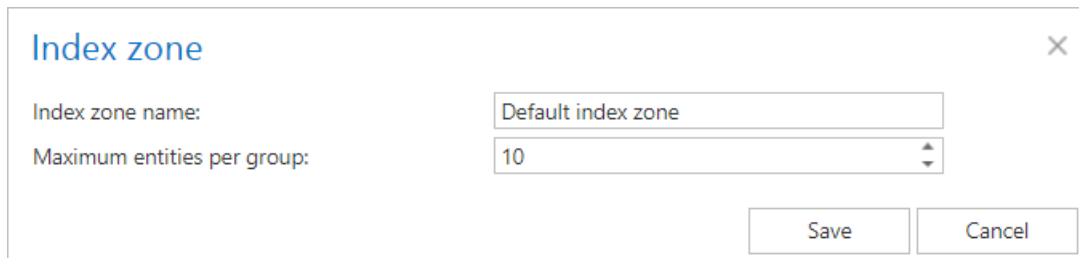 Index zone
Index zone name: Default index zone
Maximum entities per group: 10
Save Cancel